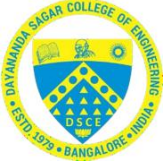 DAYANANDA SAGAR COLLEGE OF ENGINEERING
DSCE
• ESTD. 1979 • BANGALORE • INDIA •